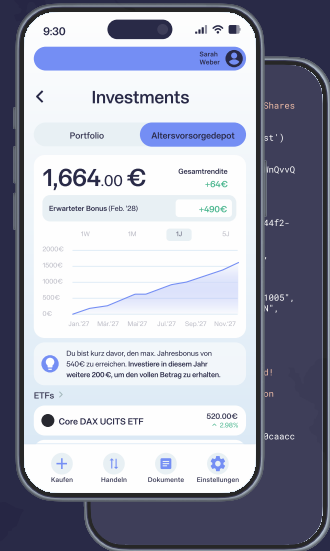 9:30
Sarah
Weber
Investments
Portfolio
Altersvorsorgedepot
1,664.00 €
Gesamtrendite
+64€
Erwarteter Bonus (Feb. '28)
+490€
1W
1M
1J
5J
2000€
1500€
1000€
500€
0€
Jan.'27
Mär.'27
Mai'27
Jul.'27
Sep.'27
Nov.'27
Du bist kurz davor, den max. Jahresbonus von
540€ zu erreichen. Investiere in diesem Jahr
weitere 200€, um den vollen Betrag zu erhalten.
ETFs
Core DAX UCITS ETF
520.00€
2.98%
Kaufen
Handeln
Dokumente
Einstellungen
Shares
st')
nQvvQ
44f2-
1005",
N",
d!
on
0caacc